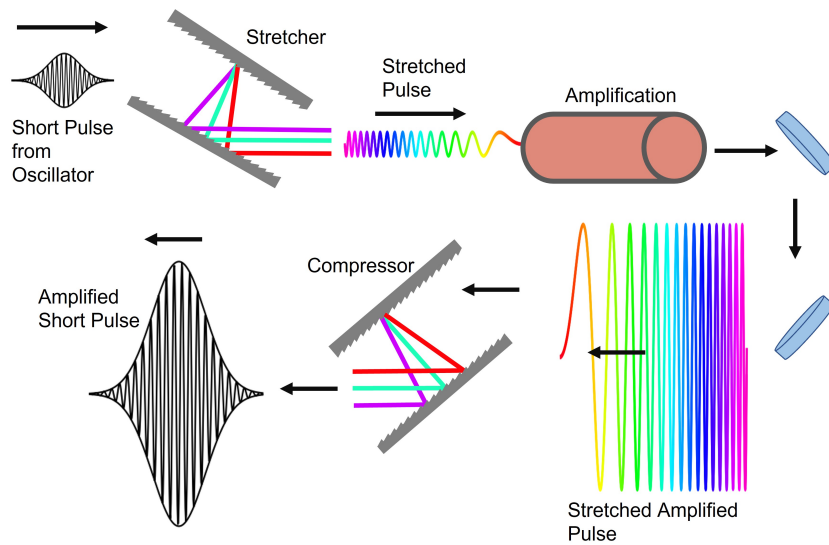 Stretcher
Stretched
Pulse
Amplification
Short Pulse
from
Oscillator
Compressor
Amplified
Short Pulse
Stretched Amplified
Pulse